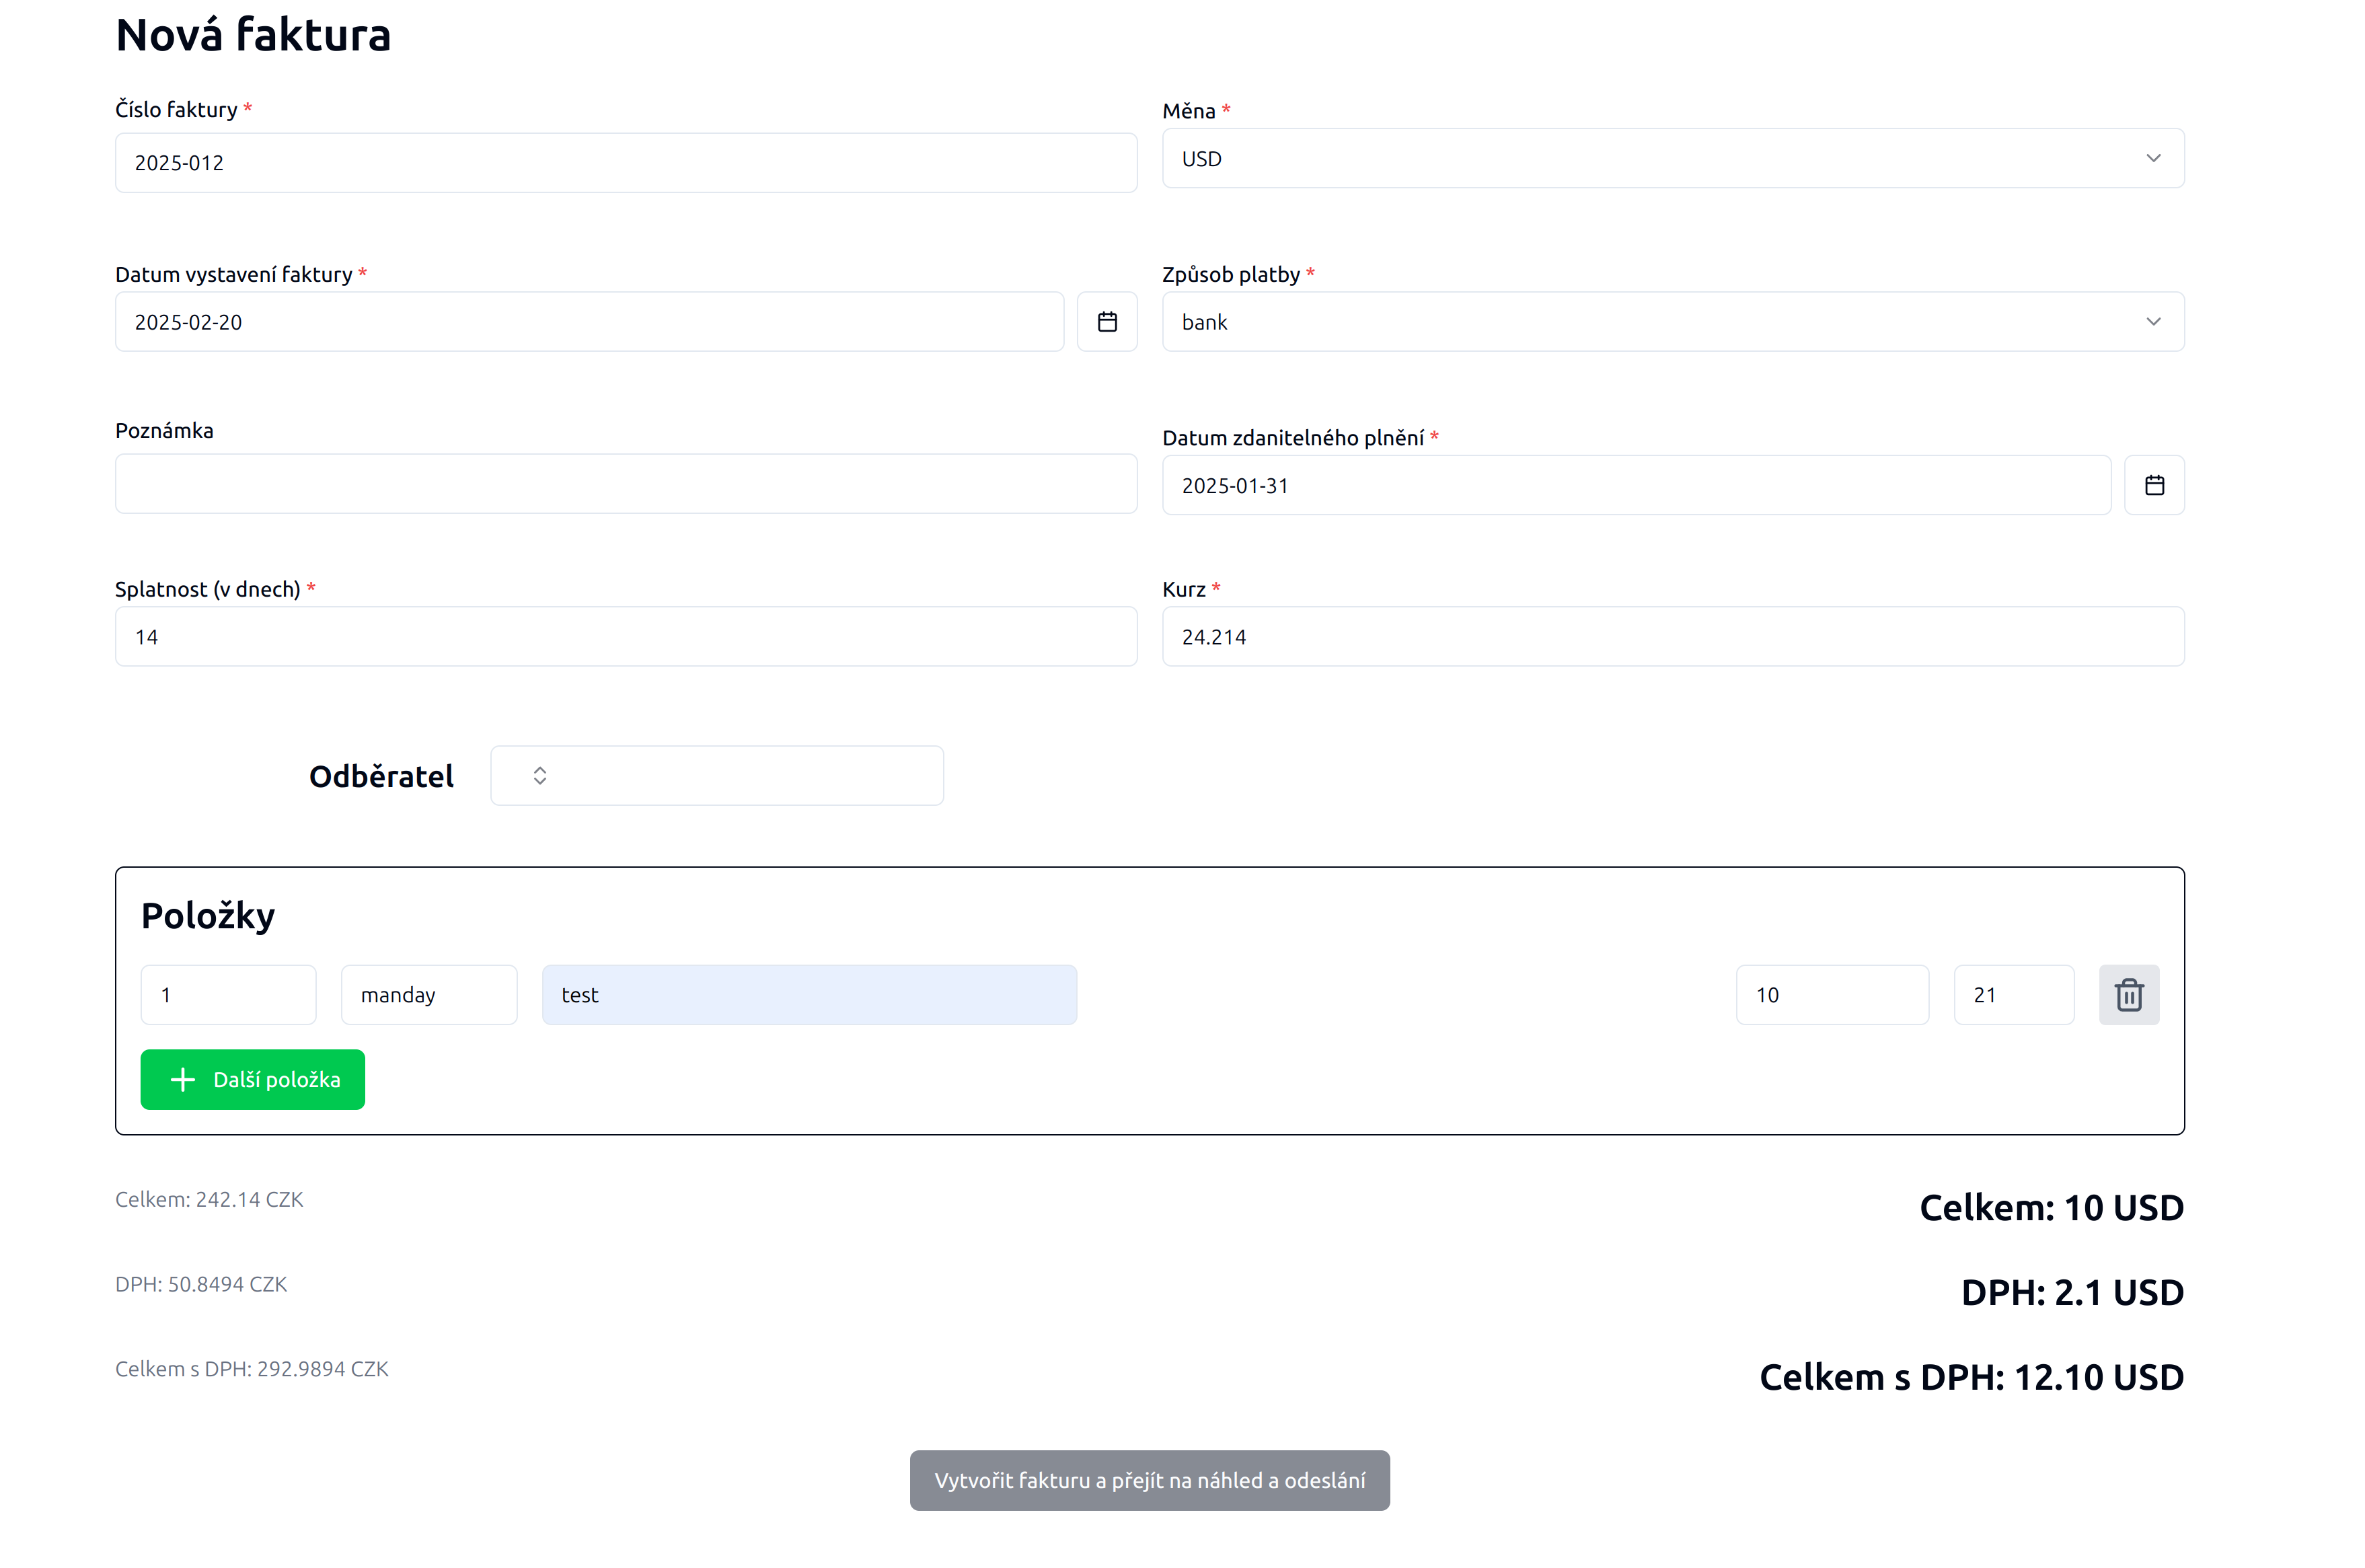 Nová faktura
Číslo faktury *
2025-012
Měna *
USD
Datum vystavení faktury *
2025-02-20
Způsob platby *
bank
Poznámka
Datum zdanitelného plnění *
2025-01-31
Splatnost (v dnech) *
14
Kurz *
24.214
Odběratel
Položky
1 manday test 10 21
Další položka
Celkem: 242.14 CZK
Celkem: 10 USD
DPH: 50.8494 CZK
DPH: 2.1 USD
Celkem s DPH: 292.9894 CZK
Celkem s DPH: 12.10 USD
Vytvořit fakturu a přejít na náhled a odeslání